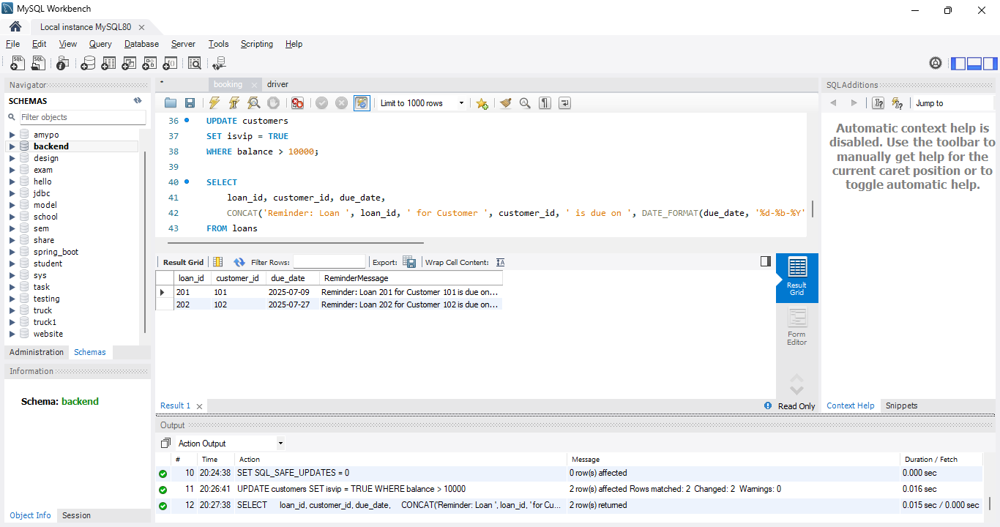 MySQL Workbench
Local instance MySQL80
File Edit View Query Database Server Tools Scripting Help
Navigator
SCHEMAS
Filter objects
amypo
backend
design
exam
hello
jdbc
model
school
sem
share
spring_boot
student
sys
task
testing
truck
truck1
website
Administration Schemas
Information
Schema: backend
Object Info Session
booking driver
Limit to 1000 rows
36 UPDATE customers
37 SET isvip = TRUE
38 WHERE balance > 10000;
39
40 SELECT
41 loan_id, customer_id, due_date,
42 CONCAT('Reminder: Loan ', loan_id, ' for Customer ', customer_id, ' is due on ', DATE_FORMAT(due_date, '%d-%b-%Y'
43 FROM loans
Result Grid Filter Rows: Export: Wrap Cell Content:
loan_id customer_id due_date ReminderMessage
201 101 2025-07-09 Reminder: Loan 201 for Customer 101 is due on...
202 102 2025-07-27 Reminder: Loan 202 for Customer 102 is due on...
Result
Grid
Form
Editor
Result 1 Read Only
Output
Action Output
# Time Action Message Duration / Fetch
10 20:24:38 SET SQL_SAFE_UPDATES = 0 0 row(s) affected 0.000 sec
11 20:26:41 UPDATE customers SET isvip = TRUE WHERE balance > 10000 2 row(s) affected Rows matched: 2 Changed: 2 Warnings: 0 0.016 sec
12 20:27:38 SELECT loan_id, customer_id, due_date, CONCAT('Reminder: Loan ', loan_id, ' for Cu... 2 row(s) returned 0.015 sec / 0.000 sec
SQLAdditions
Jump to
Automatic context help is
disabled. Use the toolbar to
manually get help for the
current caret position or to
toggle automatic help.
Context Help Snippets